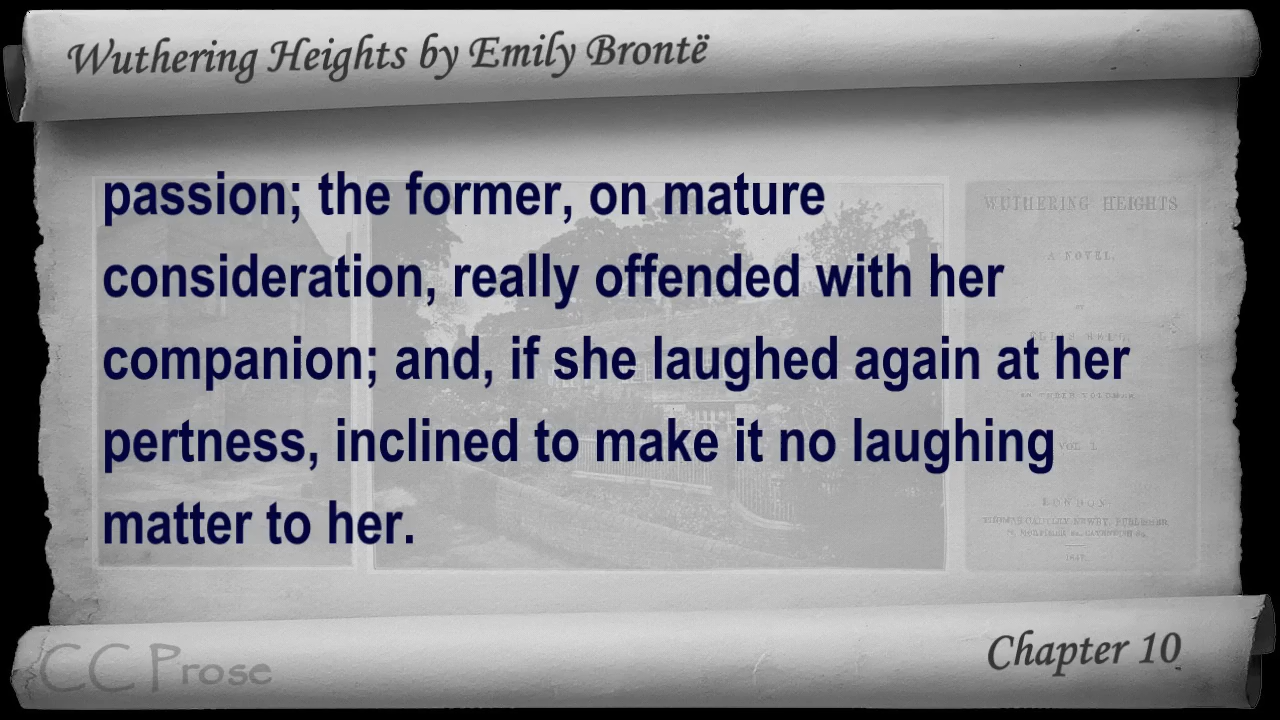 Wuthering Heights by Emily Brontë
passion; the former, on mature
consideration, really offended with her
companion; and, if she laughed again at her
pertness, inclined to make it no laughing
matter to her.
WUTHERING HEIGHTS
A NOVEL,
VOL. I.
LONDON:
1847.
CC Prose
Chapter 10